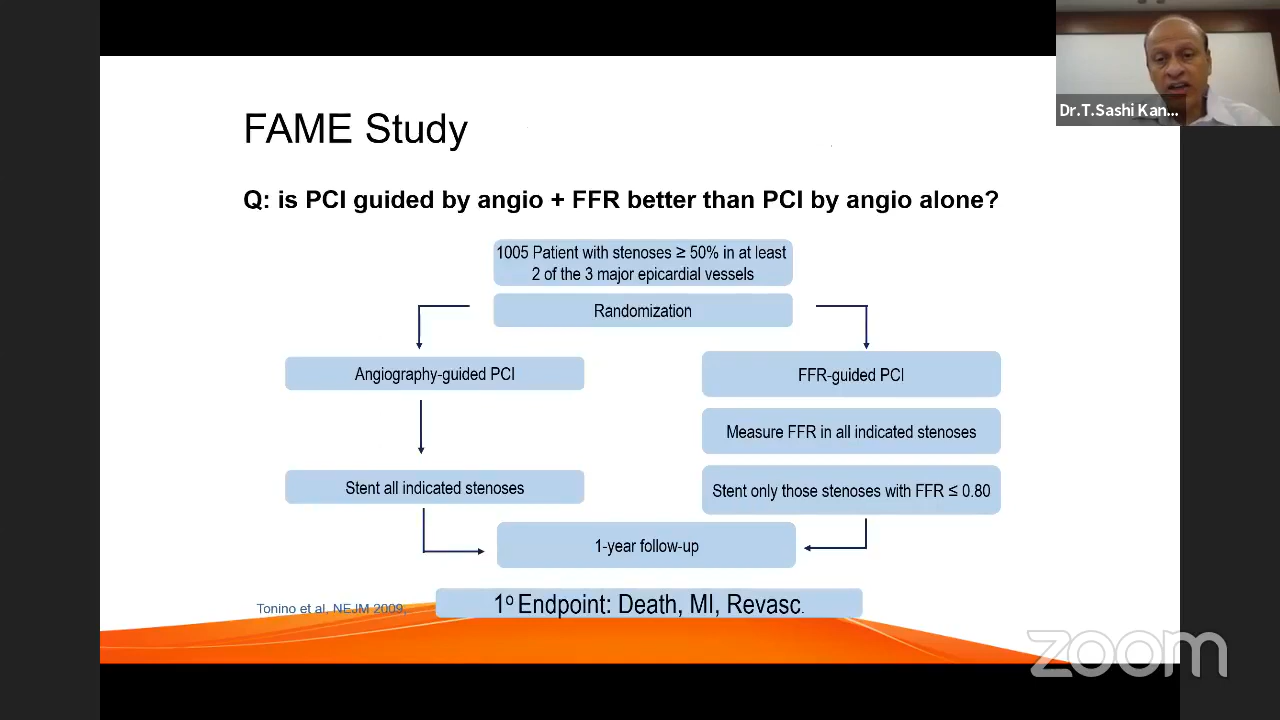 Dr.T.Sashi Kan...
FAME Study
Q: is PCI guided by angio + FFR better than PCI by angio alone?
1005 Patient with stenoses ≥ 50% in at least
2 of the 3 major epicardial vessels
Randomization
Angiography-guided PCI
FFR-guided PCI
Measure FFR in all indicated stenoses
Stent all indicated stenoses
Stent only those stenoses with FFR ≤ 0.80
1-year follow-up
1º Endpoint: Death, MI, Revasc.
Tonino et al, NEJM 2009,
zoom